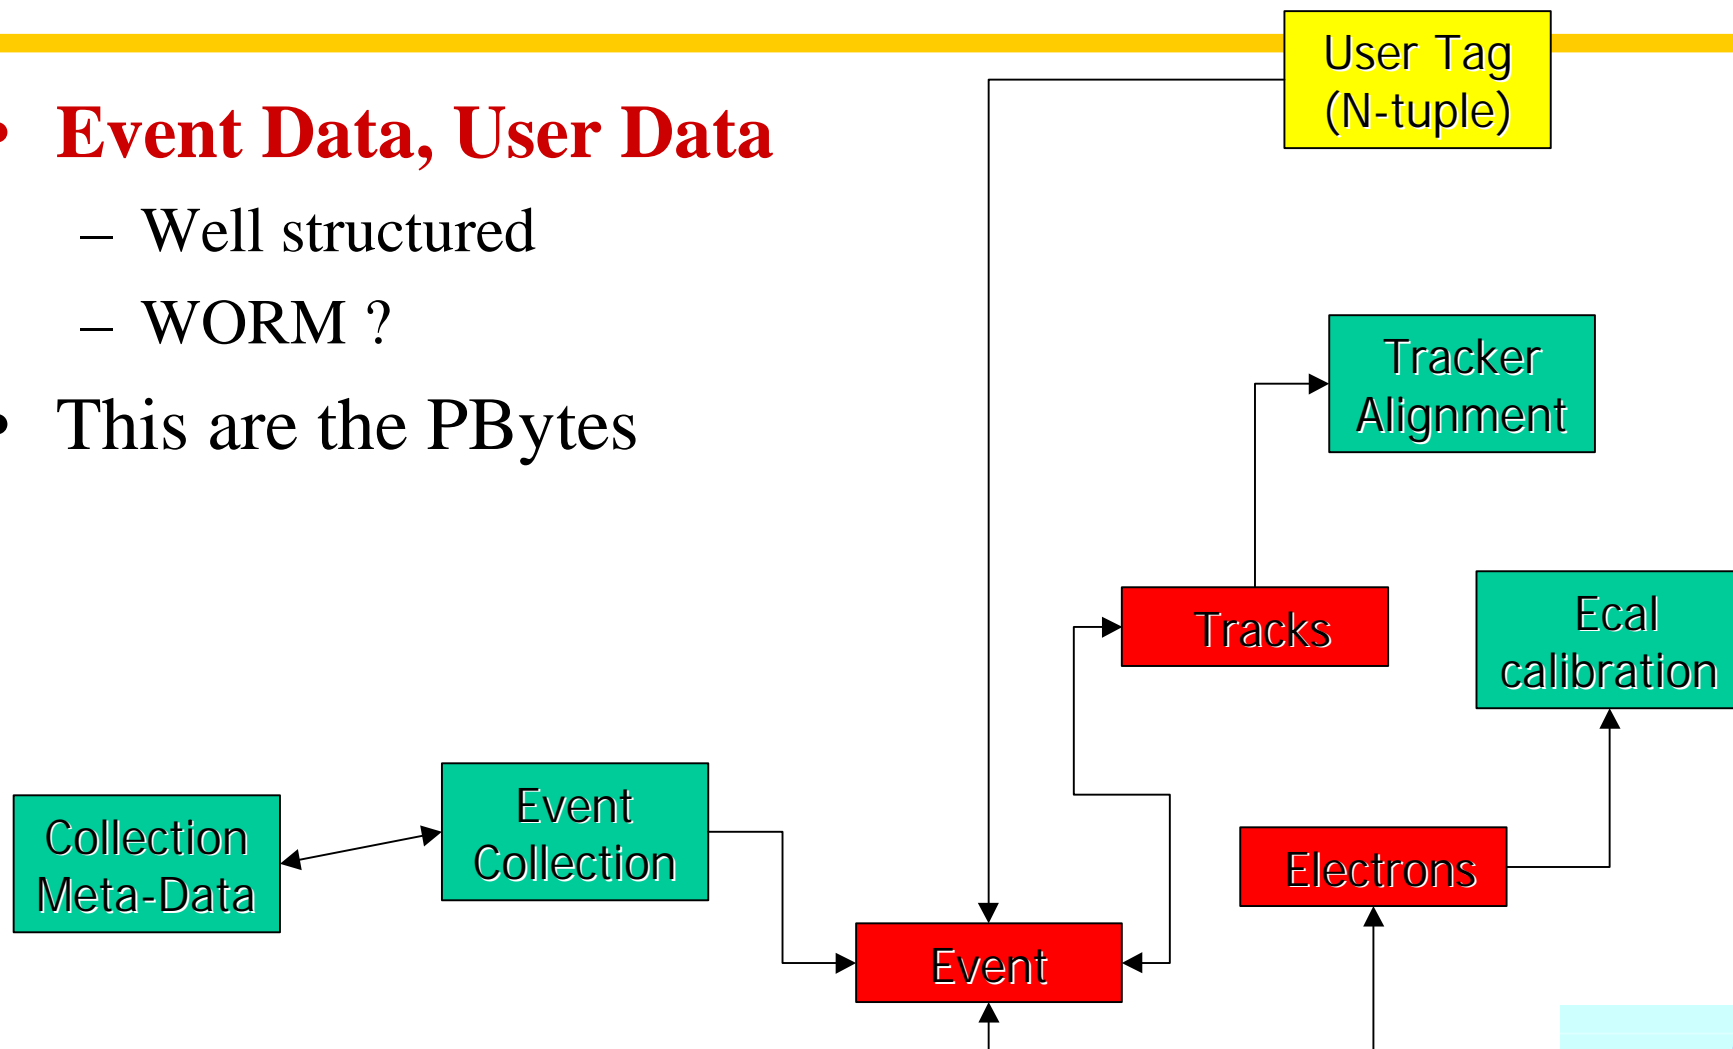 User Tag
(N-tuple)
• Event Data, User Data
– Well structured
– WORM ?
• This are the PBytes
Tracker
Alignment
Tracks
Ecal
calibration
Event
Collection
Collection
Meta-Data
Electrons
Event